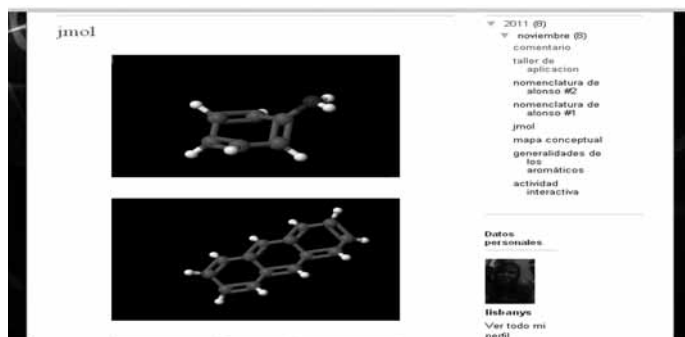 jmol
2011 (8)
noviembre (8)
comentario
taller de
aplicacion
nomenclatura de
alonso #2
nomenclatura de
alonso #1
jmol
mapa conceptual
generalidades de
los
aromáticos
actividad
interactiva
Datos
personales
lisbanys
Ver todo mi
perfil